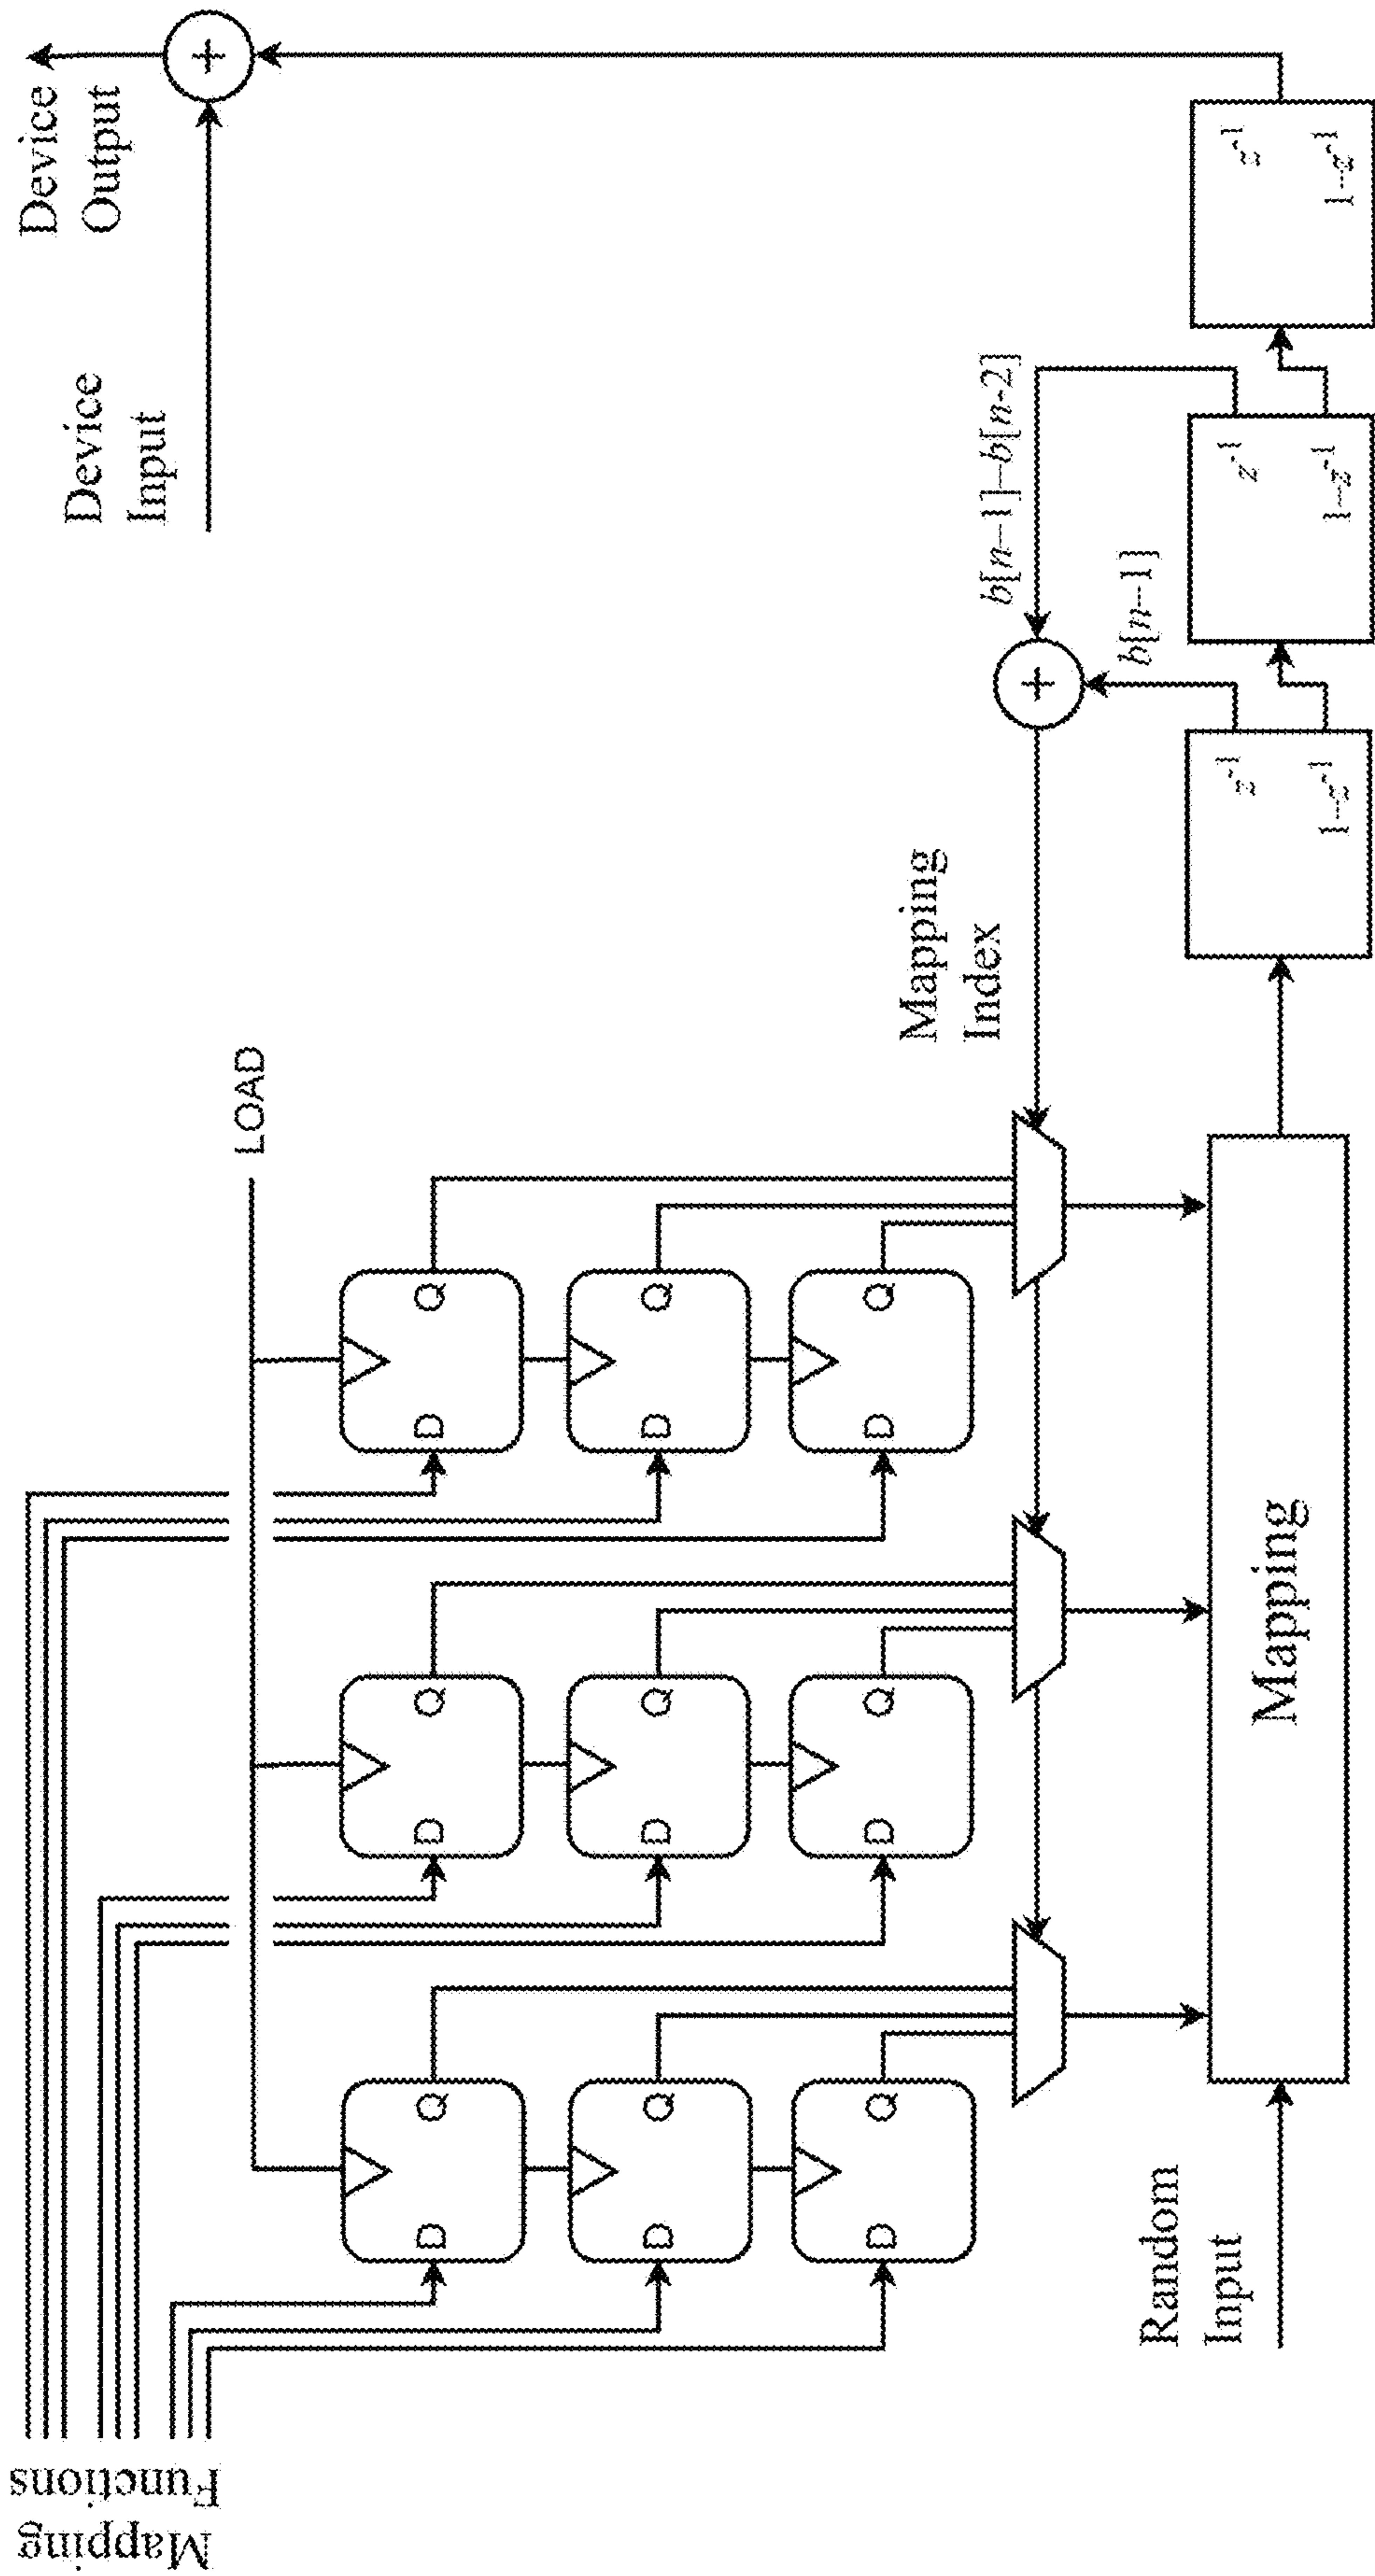 Mapping
Functions
Device
Output
Device
Input
LOAD
D Q
D Q
D Q
D Q
D Q
D Q
D Q
D Q
D Q
Mapping
Index
b[n–1]–b[n-2]
b[n–1]
Random
Input
Mapping
z⁻¹
1–z⁻¹
z⁻¹
1–z⁻¹
z⁻¹
1–z⁻¹